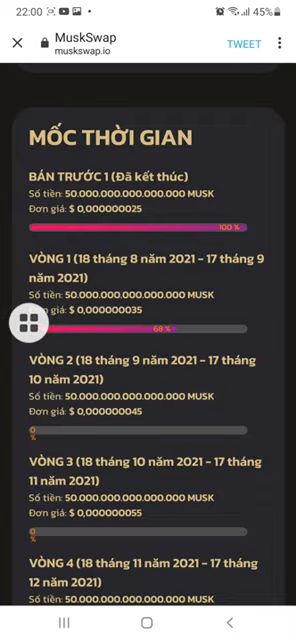 22:00
45%
MuskSwap
muskswap.io
TWEET
MỐC THỜI GIAN
BÁN TRƯỚC 1 (Đã kết thúc)
Số tiền: 50.000.000.000.000.000 MUSK
Đơn giá: $ 0,000000025
100 %
VÒNG 1 (18 tháng 8 năm 2021 - 17 tháng 9
năm 2021)
Số tiền: 50.000.000.000.000.000 MUSK
giá: $ 0,000000035
68 %
VÒNG 2 (18 tháng 9 năm 2021 - 17 tháng
10 năm 2021)
Số tiền: 50.000.000.000.000.000 MUSK
Đơn giá: $ 0,000000045
0
%
VÒNG 3 (18 tháng 10 năm 2021 - 17 tháng
11 năm 2021)
Số tiền: 50.000.000.000.000.000 MUSK
Đơn giá: $ 0,000000055
0
%
VÒNG 4 (18 tháng 11 năm 2021 - 17 tháng
12 năm 2021)
Số tiền: 50.000.000.000.000.000 MUSK